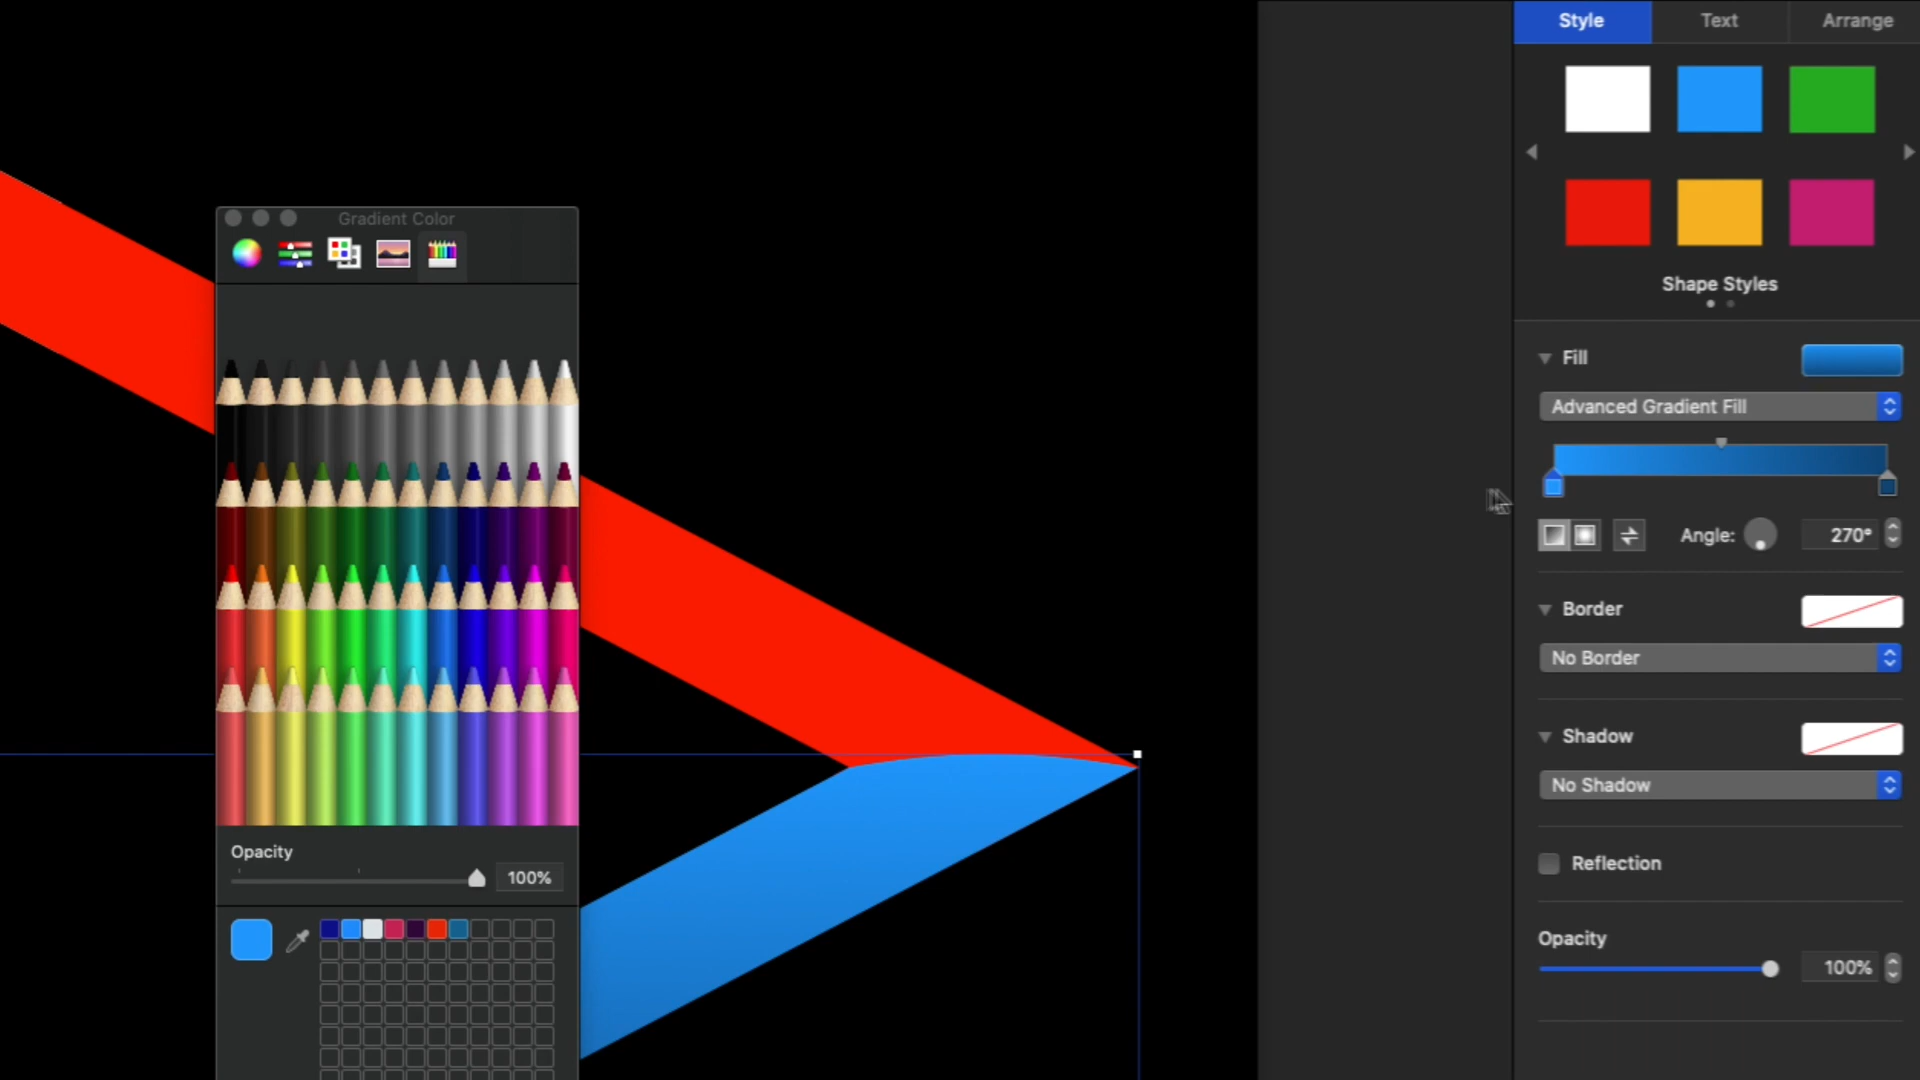 Style
Text
Arrange
Shape Styles
Gradient Color
Fill
Advanced Gradient Fill
Angle:
270°
Border
No Border
Shadow
No Shadow
Opacity
100%
Reflection
Opacity
100%